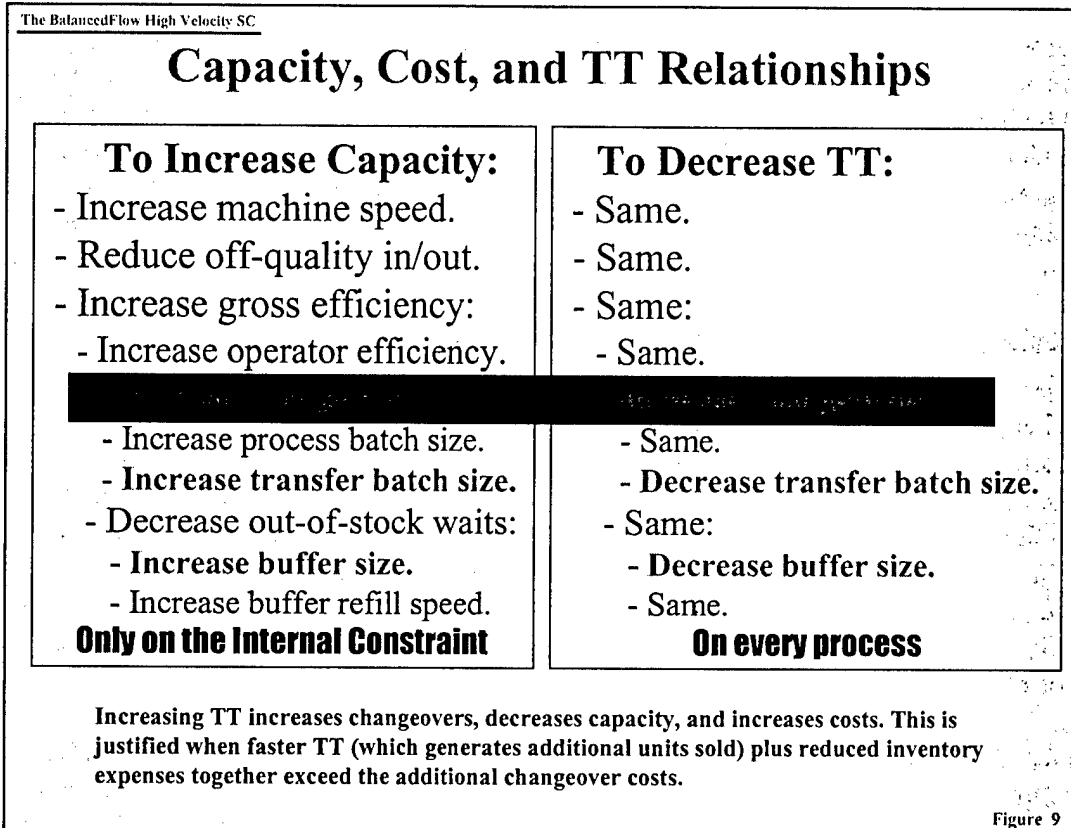 The BalancedFlow High Velocity SC
Capacity, Cost, and TT Relationships
To Increase Capacity:
- Increase machine speed.
- Reduce off-quality in/out.
- Increase gross efficiency:
- Increase operator efficiency.
- Increase process batch size.
- Increase transfer batch size.
- Decrease out-of-stock waits:
- Increase buffer size.
- Increase buffer refill speed.
Only on the Internal Constraint
To Decrease TT:
- Same.
- Same.
- Same:
- Same.
- Same.
- Decrease transfer batch size.
- Same:
- Decrease buffer size.
- Same.
On every process
Increasing TT increases changeovers, decreases capacity, and increases costs. This is
justified when faster TT (which generates additional units sold) plus reduced inventory
expenses together exceed the additional changeover costs.
Figure 9